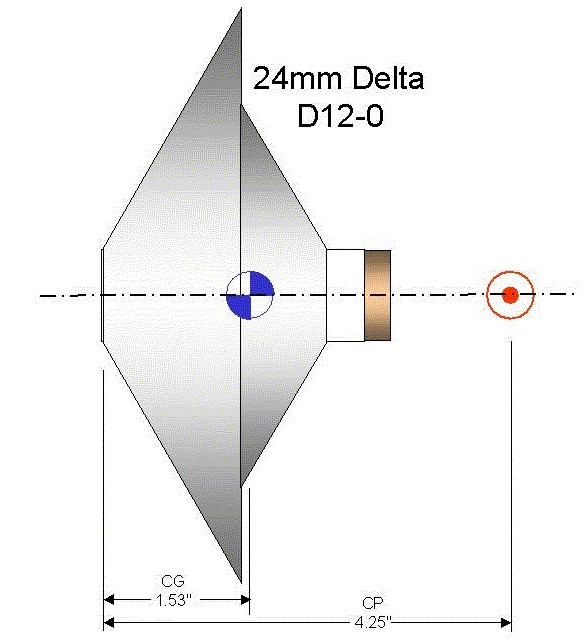 24mm Delta
D12-0
CG
1.53"
CP
4.25"